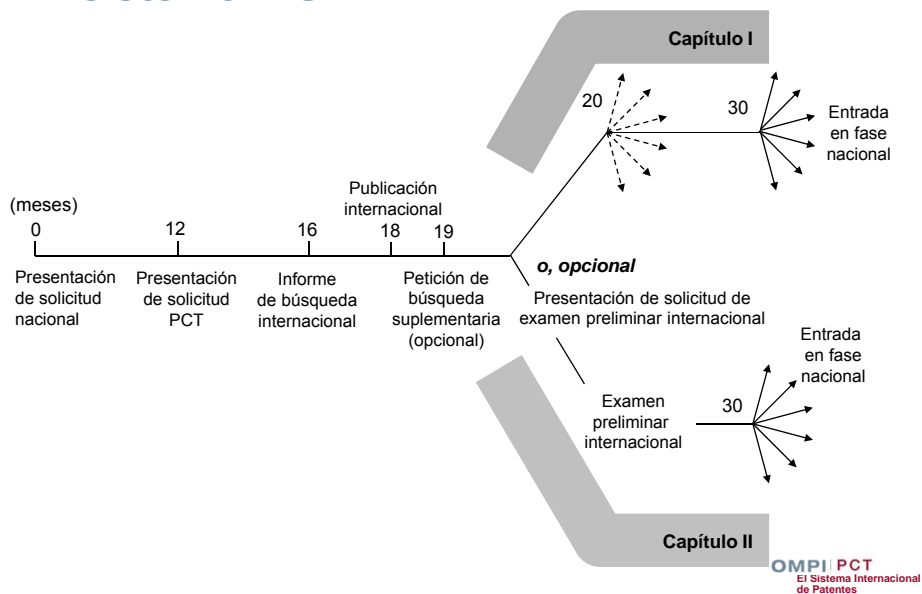 Capítulo I
20
30
Entrada
en fase
nacional
Publicación
internacional
(meses)
0
12
16
18
19
Presentación
de solicitud
nacional
Presentación
de solicitud
PCT
Informe
de búsqueda
internacional
Petición de
búsqueda
suplementaria
(opcional)
o, opcional
Presentación de solicitud de
examen preliminar internacional
Entrada
en fase
nacional
Examen
preliminar
internacional
30
Capítulo II
OMPI PCT
El Sistema Internacional
de Patentes